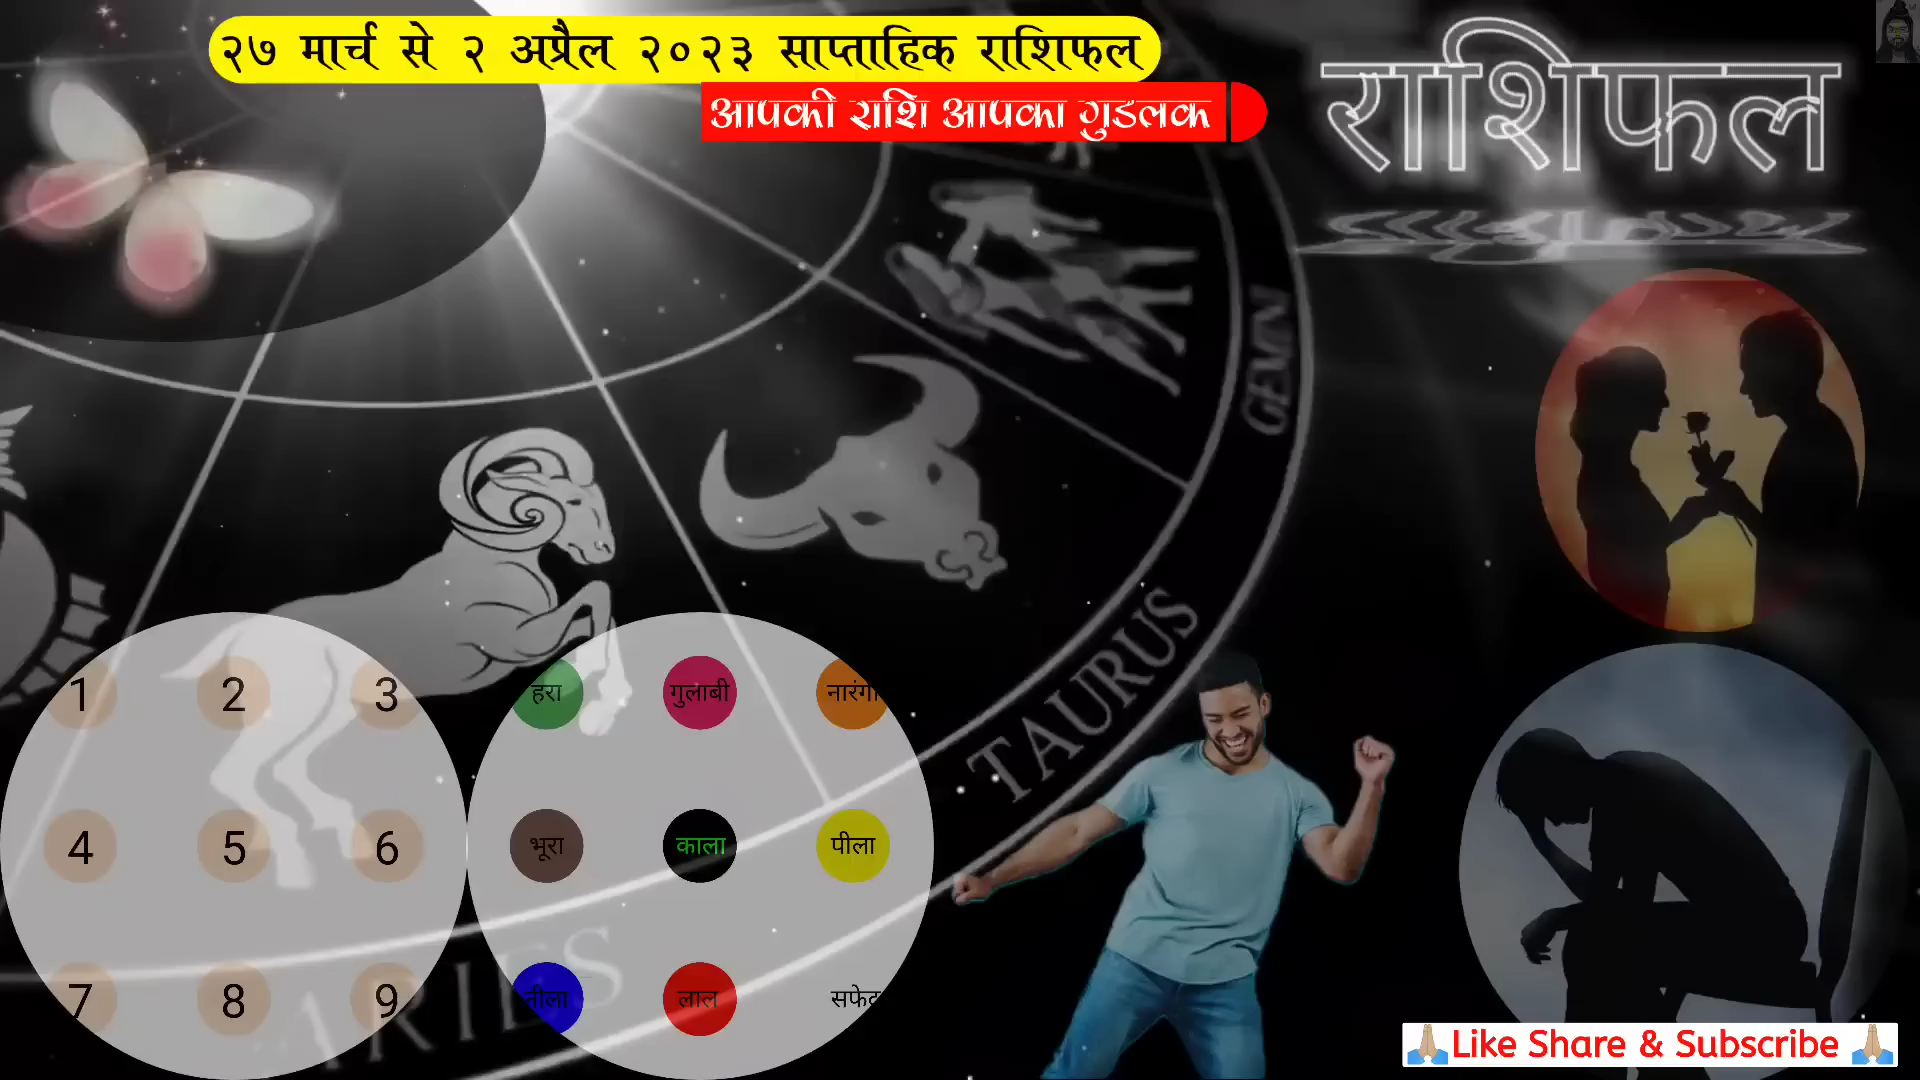 २७ मार्च से २ अप्रैल २०२३ साप्ताहिक राशिफल
आपकी राशि आपका गुडलक
राशिफल
GEMINI
TAURUS
ARIES
1 2 3
4 5 6
7 8 9
हरा गुलाबी नारंगी
भूरा काला पीला
नीला लाल सफेद
🙏🏼Like Share & Subscribe 🙏🏼